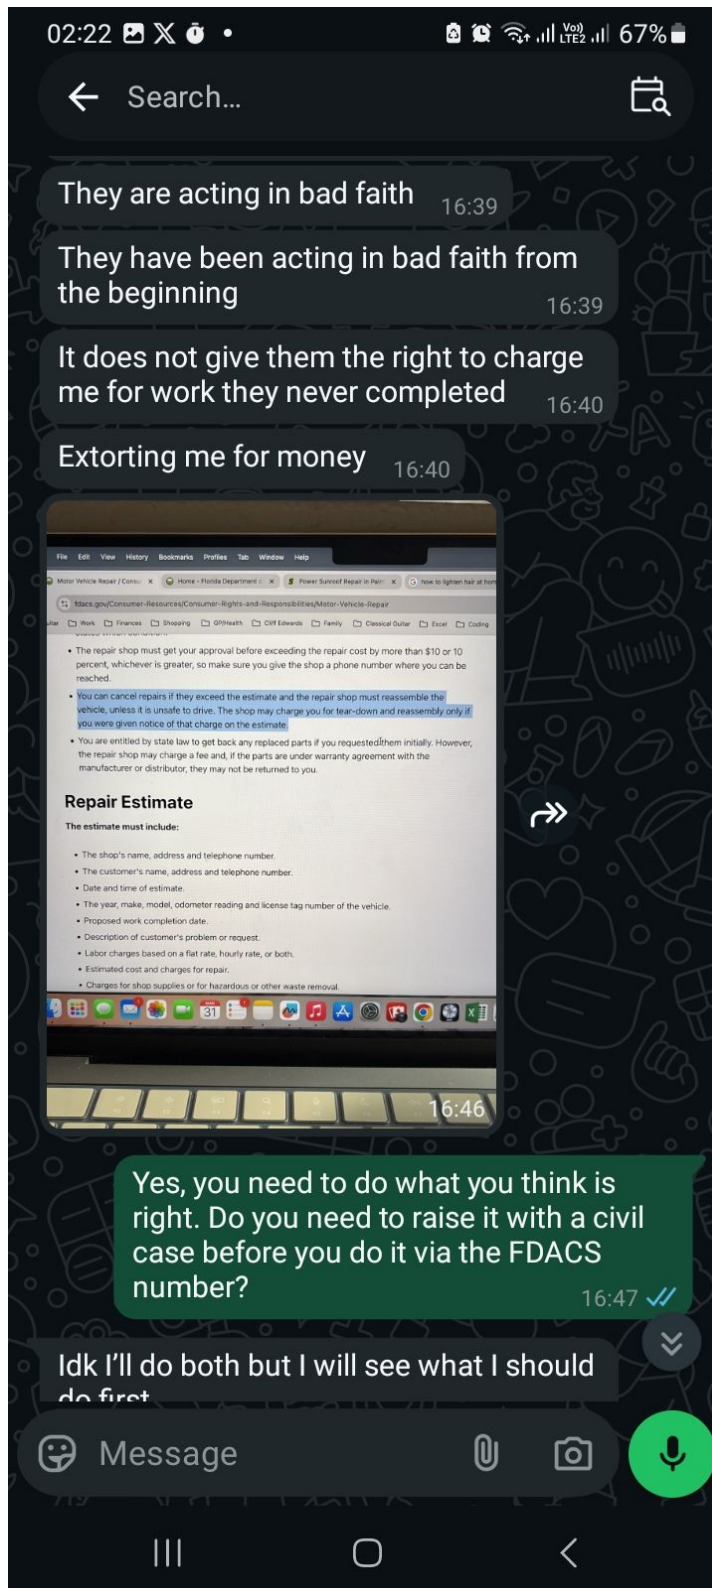 02:22
67%
Search…
They are acting in bad faith 16:39
They have been acting in bad faith from
the beginning 16:39
It does not give them the right to charge
me for work they never completed 16:40
Extorting me for money 16:40
File Edit View History Bookmarks Profiles Tab Window Help
Motor Vehicle Repair / Consu Home - Florida Department Power Sunroof Repair in Palm how to lighten hair at hom
fdacs.gov/Consumer-Resources/Consumer-Rights-and-Responsibilities/Motor-Vehicle-Repair
Work Finances Shopping GP/Health Cliff Edwards Family Classical Guitar Excel Coding
• The repair shop must get your approval before exceeding the repair cost by more than $10 or 10
percent, whichever is greater, so make sure you give the shop a phone number where you can be
reached.
• You can cancel repairs if they exceed the estimate and the repair shop must reassemble the
vehicle, unless it is unsafe to drive. The shop may charge you for tear-down and reassembly only if
you were given notice of that charge on the estimate.
• You are entitled by state law to get back any replaced parts if you requested them initially. However,
the repair shop may charge a fee and, if the parts are under warranty agreement with the
manufacturer or distributor, they may not be returned to you.
Repair Estimate
The estimate must include:
• The shop's name, address and telephone number.
• The customer's name, address and telephone number.
• Date and time of estimate.
• The year, make, model, odometer reading and license tag number of the vehicle.
• Proposed work completion date.
• Description of customer's problem or request.
• Labor charges based on a flat rate, hourly rate, or both.
• Estimated cost and charges for repair.
• Charges for shop supplies or for hazardous or other waste removal.
31
16:46
Yes, you need to do what you think is
right. Do you need to raise it with a civil
case before you do it via the FDACS
number? 16:47
Idk I'll do both but I will see what I should
do first
Message